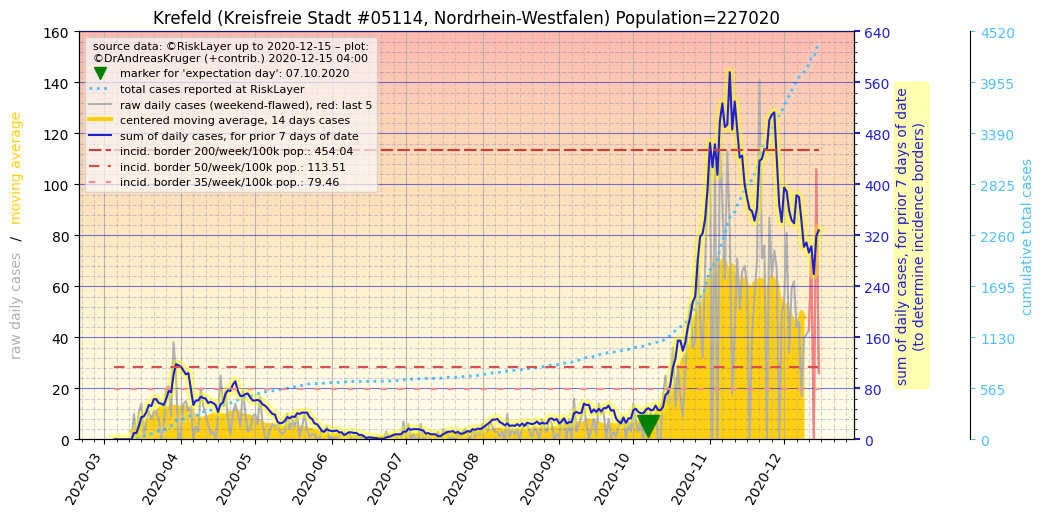 Krefeld (Kreisfreie Stadt #05114, Nordrhein-Westfalen) Population=227020
source data: ©RiskLayer up to 2020-12-15 – plot:
©DrAndreasKruger (+contrib.) 2020-12-15 04:00
marker for 'expectation day': 07.10.2020
total cases reported at RiskLayer
raw daily cases (weekend-flawed), red: last 5
centered moving average, 14 days cases
sum of daily cases, for prior 7 days of date
incid. border 200/week/100k pop.: 454.04
incid. border 50/week/100k pop.: 113.51
incid. border 35/week/100k pop.: 79.46
raw daily cases / moving average
160
140
120
100
80
60
40
20
0
2020-03
2020-04
2020-05
2020-06
2020-07
2020-08
2020-09
2020-10
2020-11
2020-12
640
560
480
400
320
240
160
80
0
sum of daily cases, for prior 7 days of date
(to determine incidence borders)
4520
3955
3390
2825
2260
1695
1130
565
0
cumulative total cases